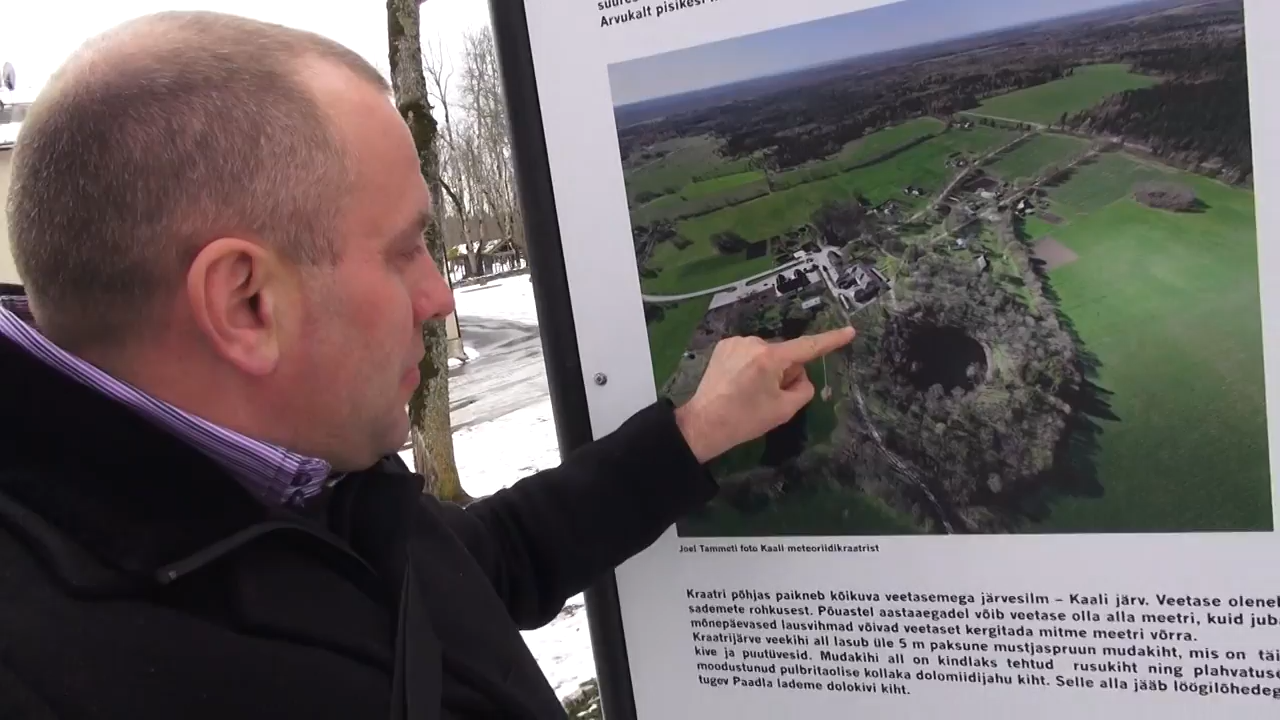 Arvukalt pisikesi
Joel Tammeti foto Kaali meteoriidikraatrist
Kraatri põhjas paikneb kõikuva veetasemega järvesilm – Kaali järv. Veetase oleneb
sademete rohkusest. Põuastel aastaaegadel võib veetase olla alla meetri, kuid juba
mõnepäevased lausvihmad võivad veetaset kergitada mitme meetri võrra.
Kraatrijärve veekihi all lasub üle 5 m paksune mustjaspruun mudakiht, mis on täi
kive ja puutüvesid. Mudakihi all on kindlaks tehtud rusukiht ning plahvatuse
moodustunud pulbritaolise kollaka dolomiidijahu kiht. Selle alla jääb löögilõhedeg
tugev Paadla lademe dolokivi kiht.